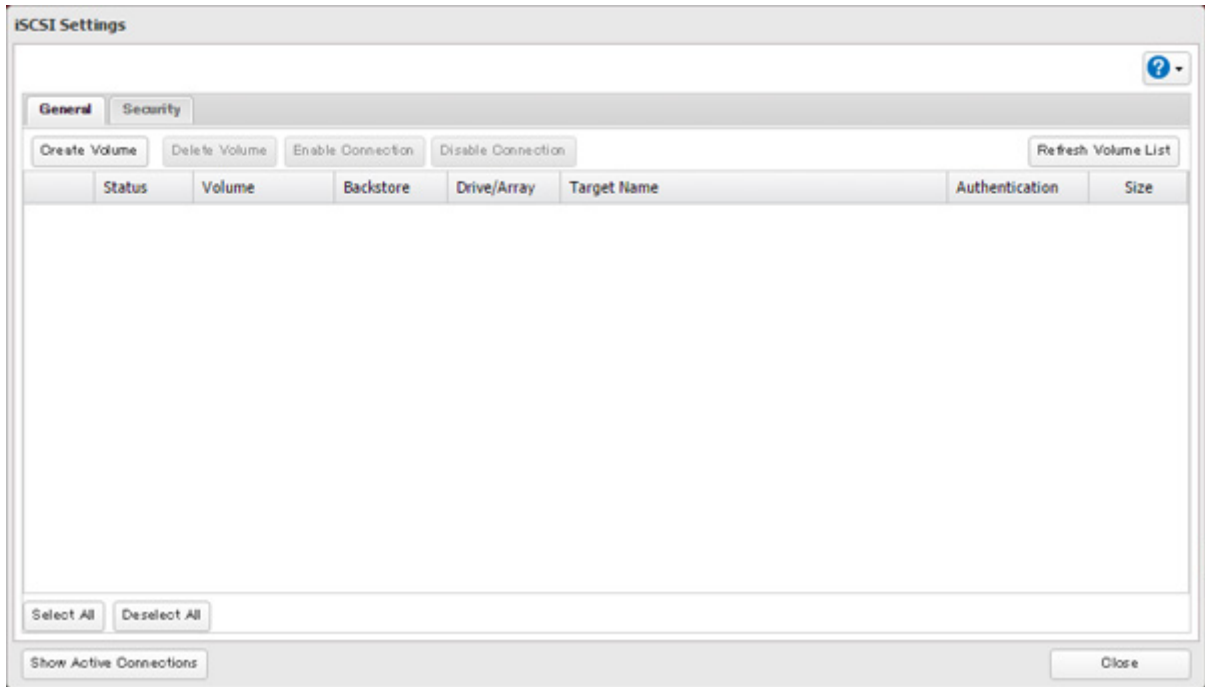 iSCSI Settings
?
General Security
Create Volume Delete Volume Enable Connection Disable Connection Refresh Volume List
Status Volume Backstore Drive/Array Target Name Authentication Size
Select All Deselect All
Show Active Connections Close